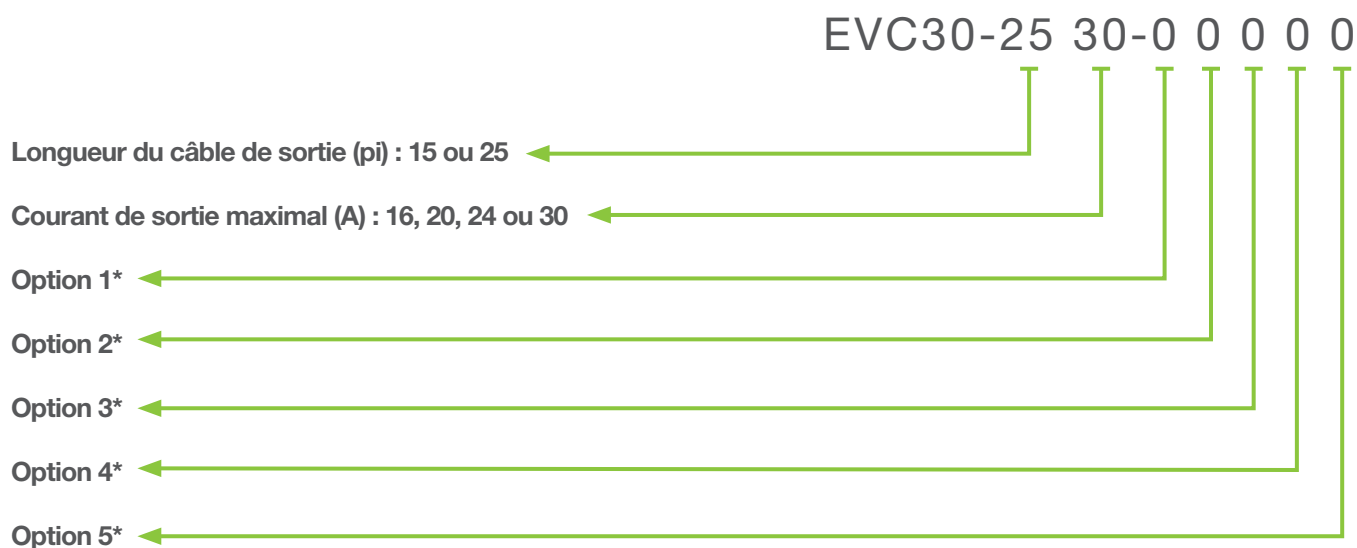 EVC30-25 30-0 0 0 0 0
Longueur du câble de sortie (pi) : 15 ou 25
Courant de sortie maximal (A) : 16, 20, 24 ou 30
Option 1*
Option 2*
Option 3*
Option 4*
Option 5*